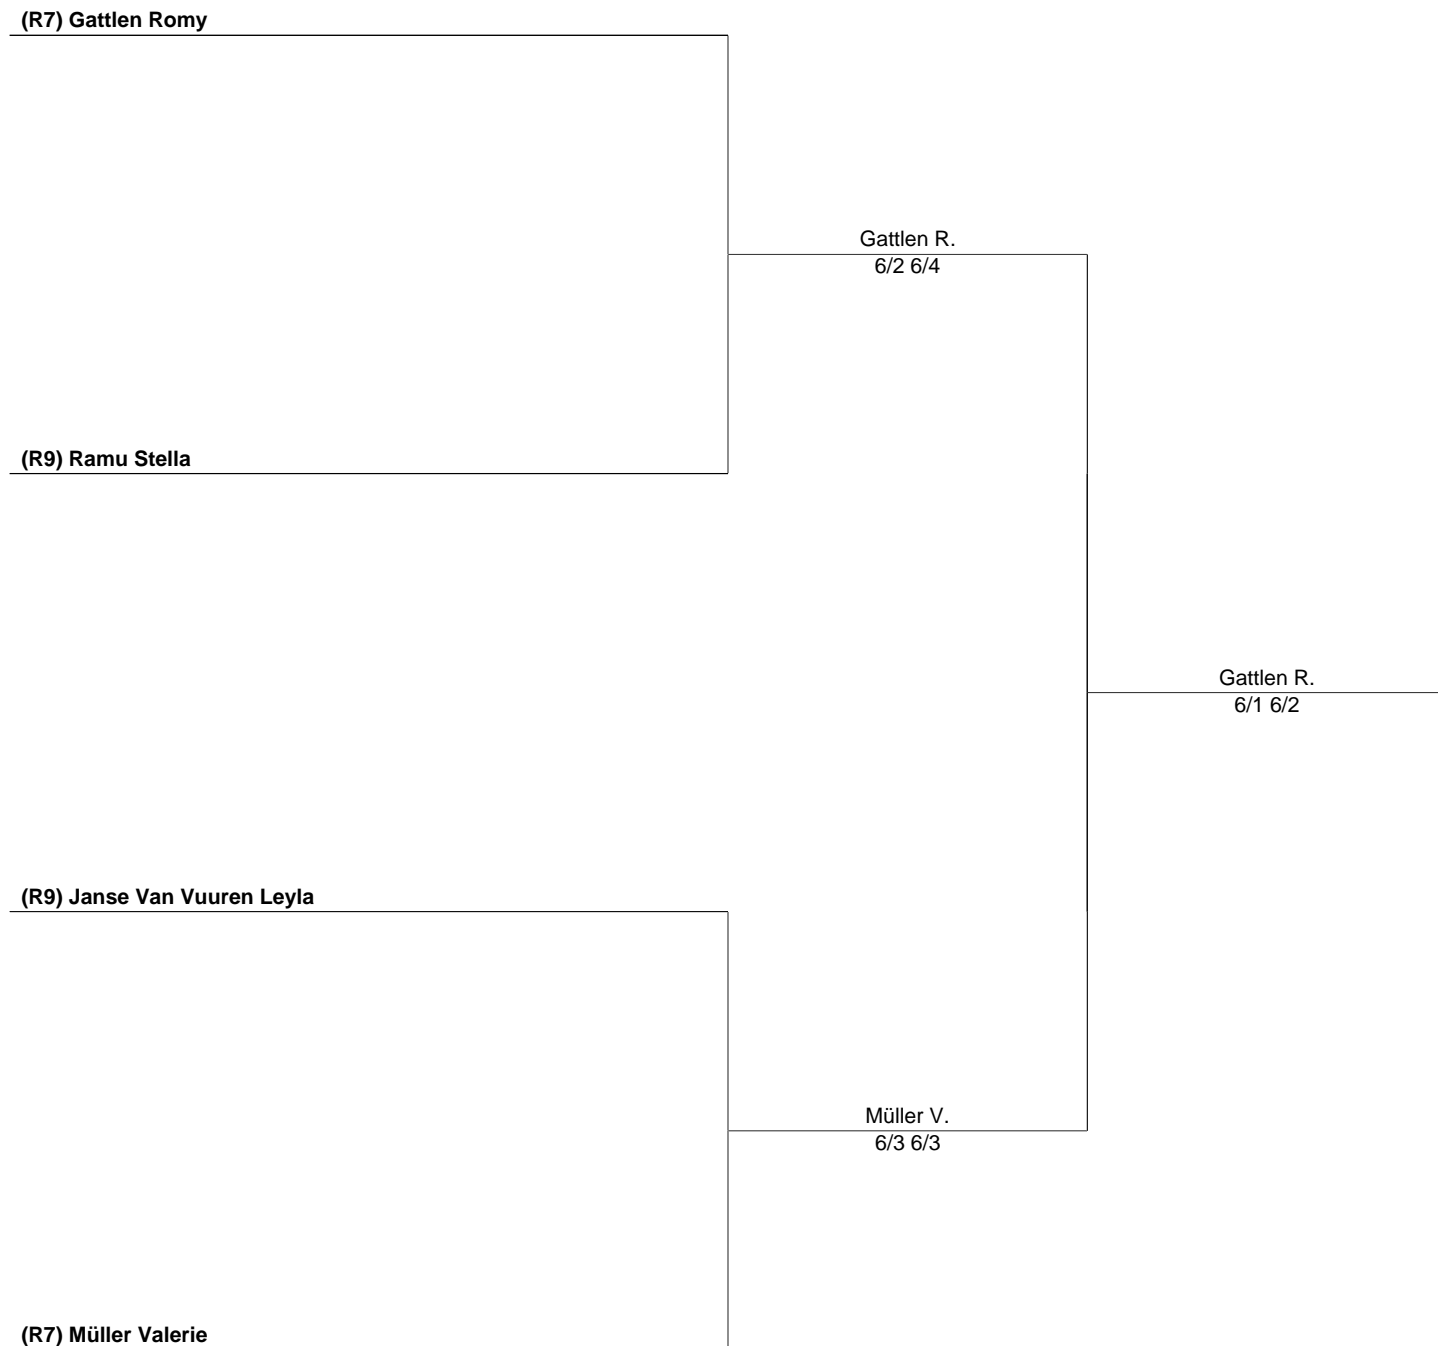 (R7) Gattlen Romy
Gattlen R.
6/2 6/4
(R9) Ramu Stella
Gattlen R.
6/1 6/2
(R9) Janse Van Vuuren Leyla
Müller V.
6/3 6/3
(R7) Müller Valerie